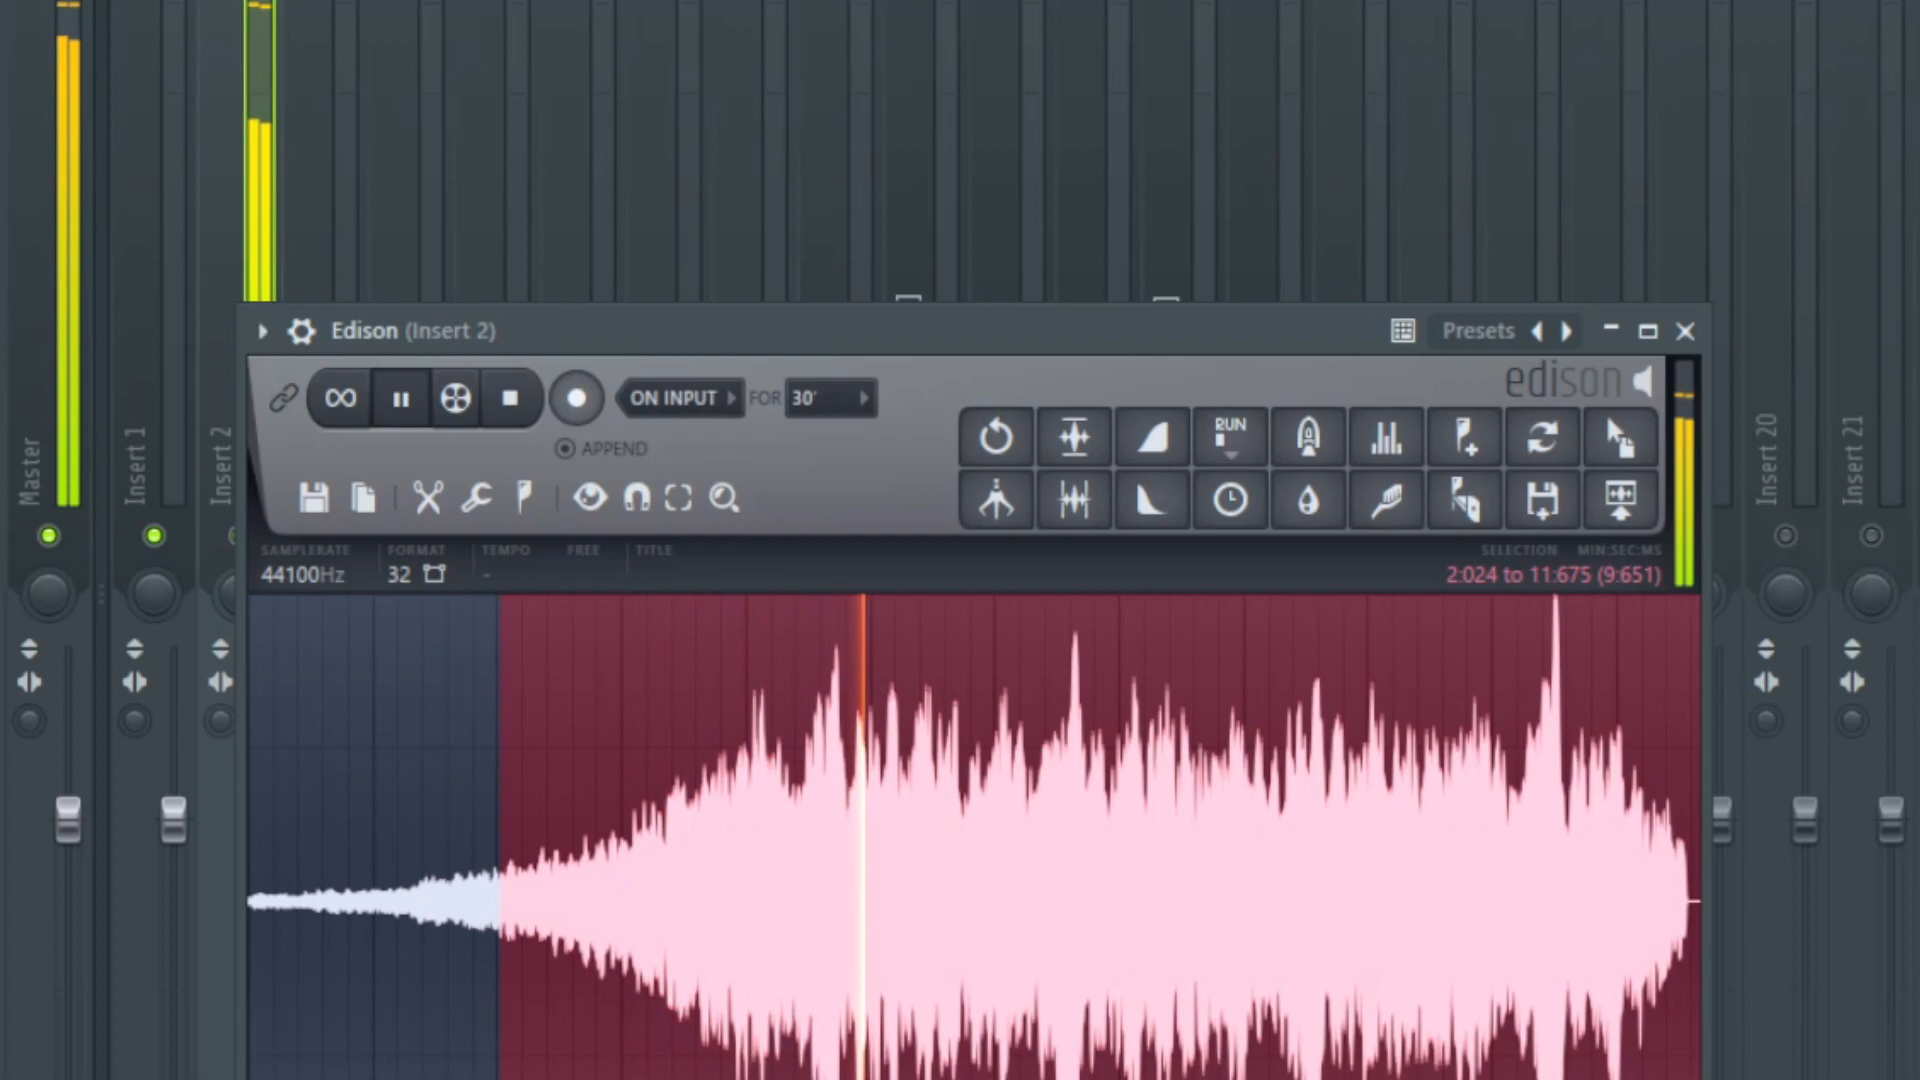 Edison (Insert 2)
Presets
edison
ON INPUT
FOR
30'
APPEND
RUN
SAMPLERATE
FORMAT
TEMPO
FREE
TITLE
SELECTION
MIN:SEC:MS
44100Hz
32
-
2:024 to 11:675 (9:651)
Master
Insert 1
Insert 2
Insert 20
Insert 21